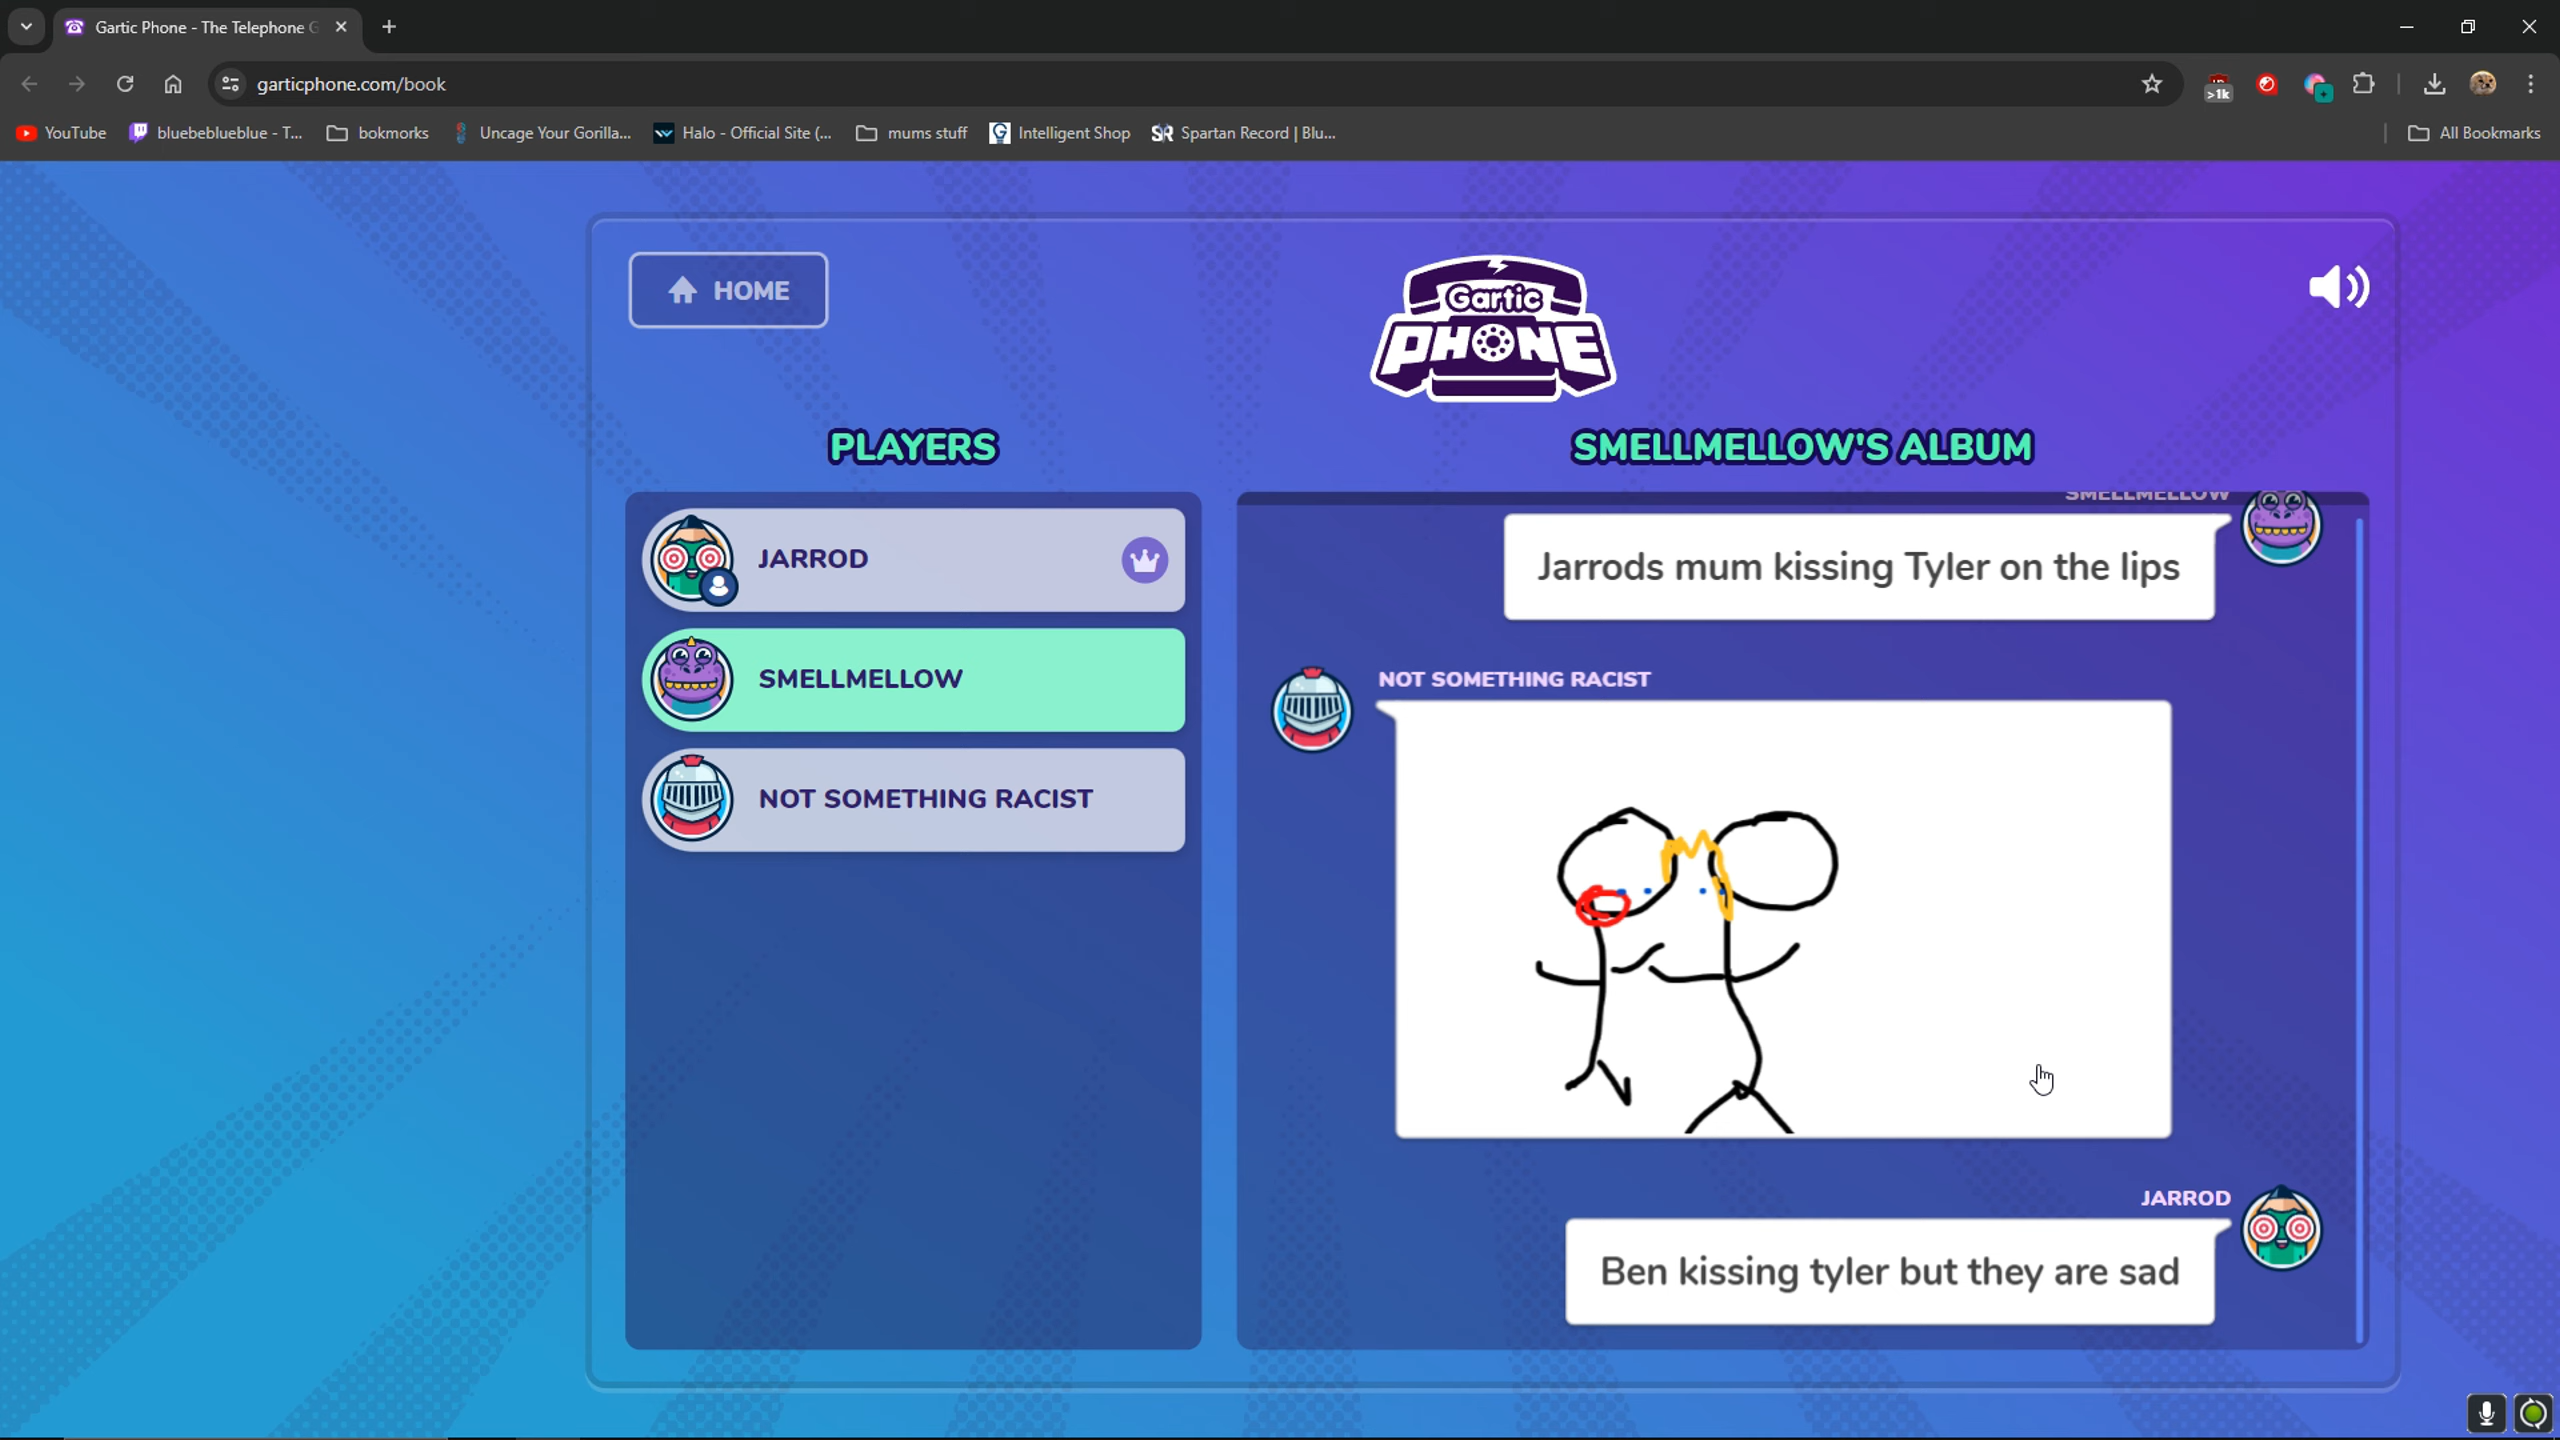 Gartic Phone - The Telephone G
garticphone.com/book
>1k
YouTube
bluebeblueblue - T...
bokmorks
Uncage Your Gorilla...
Halo - Official Site (...
mums stuff
Intelligent Shop
Spartan Record | Blu...
All Bookmarks
HOME
Gartic
PHONE
PLAYERS
JARROD
SMELLMELLOW
NOT SOMETHING RACIST
SMELLMELLOW'S ALBUM
SMELLMELLOW
Jarrods mum kissing Tyler on the lips
NOT SOMETHING RACIST
JARROD
Ben kissing tyler but they are sad